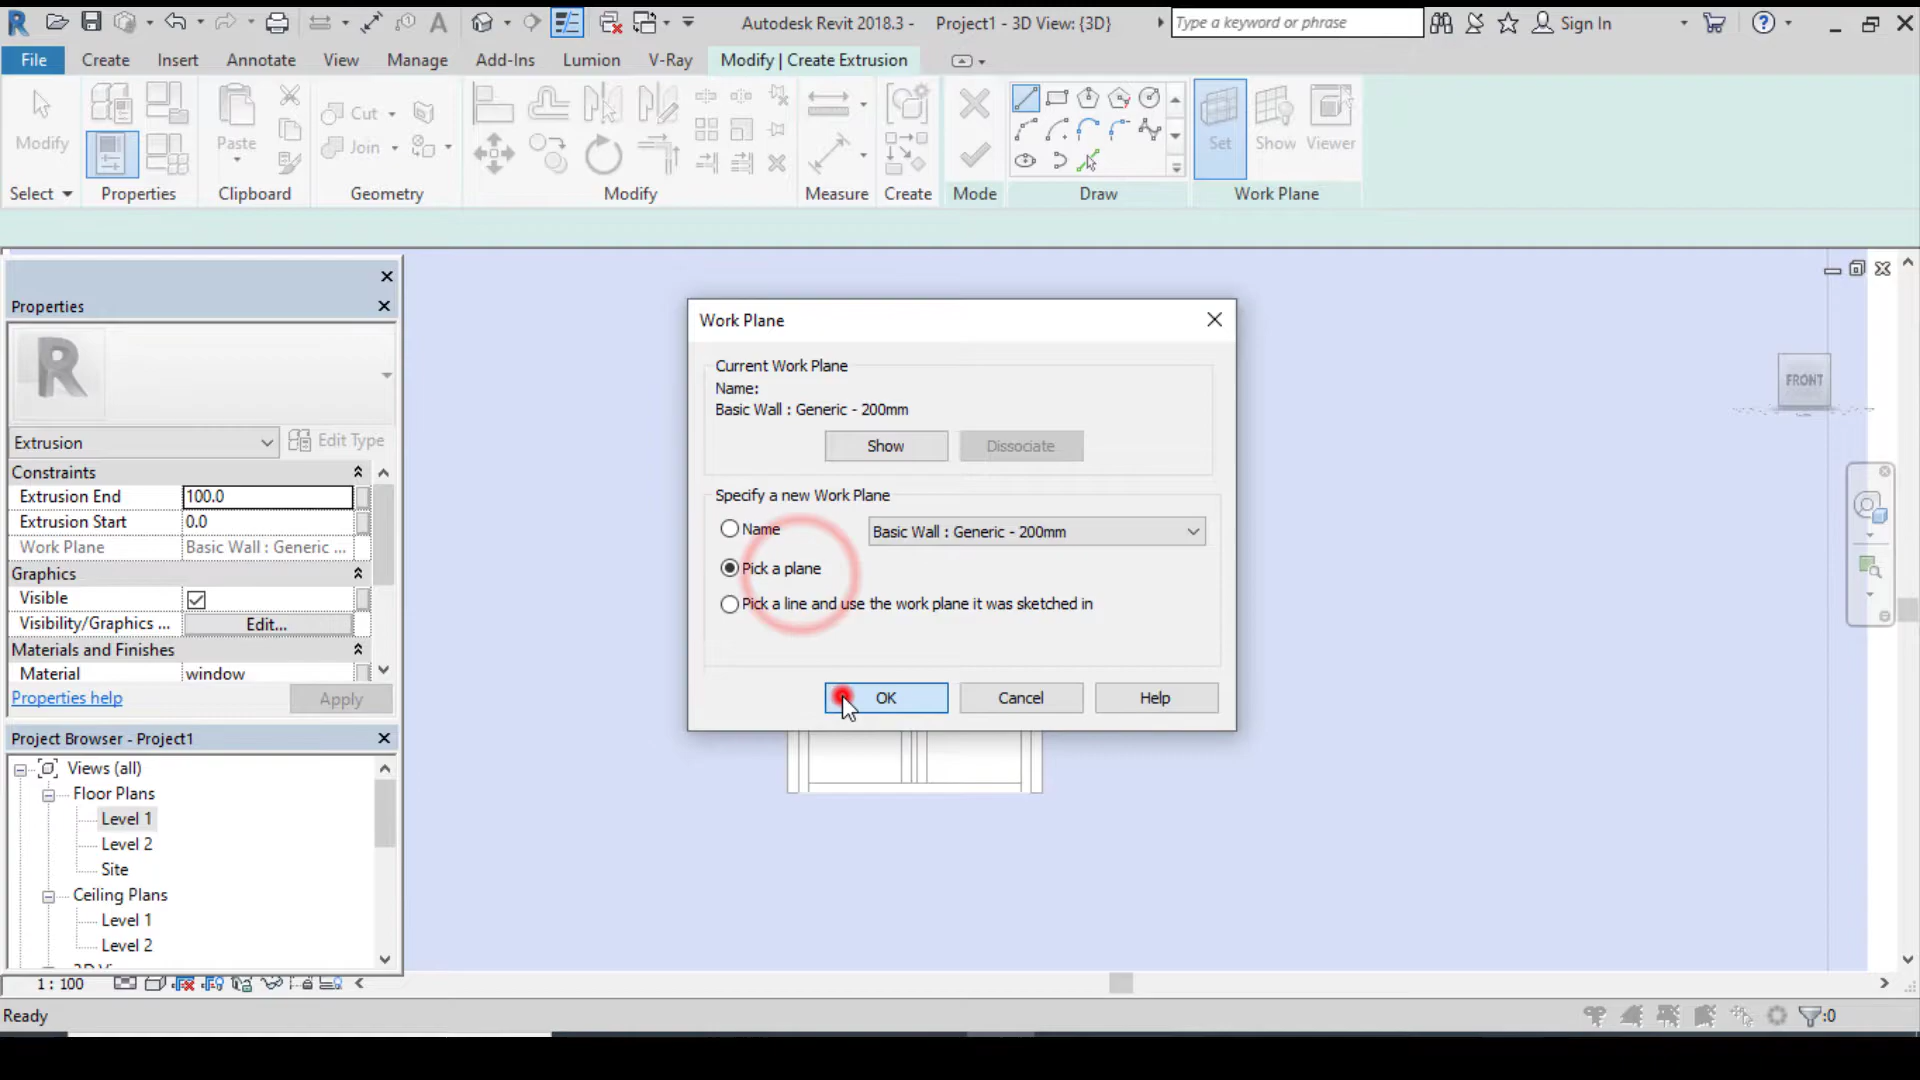 Autodesk Revit 2018.3 - Project1 - 3D View: {3D}
Type a keyword or phrase
Sign In
File Create Insert Annotate View Manage Add-Ins Lumion V-Ray Modify | Create Extrusion
Modify
Paste
Cut
Join
Set Show Viewer
Select Properties Clipboard Geometry Modify Measure Create Mode Draw Work Plane
Properties
Extrusion
Edit Type
Constraints
Extrusion End 100.0
Extrusion Start 0.0
Work Plane Basic Wall : Generic ...
Graphics
Visible
Visibility/Graphics ... Edit...
Materials and Finishes
Material window
Properties help
Apply
Project Browser - Project1
Views (all)
Floor Plans
Level 1
Level 2
Site
Ceiling Plans
Level 1
Level 2
1 : 100
Ready
Work Plane
Current Work Plane
Name:
Basic Wall : Generic - 200mm
Show Dissociate
Specify a new Work Plane
Name Basic Wall : Generic - 200mm
Pick a plane
Pick a line and use the work plane it was sketched in
OK Cancel Help
FRONT
:0